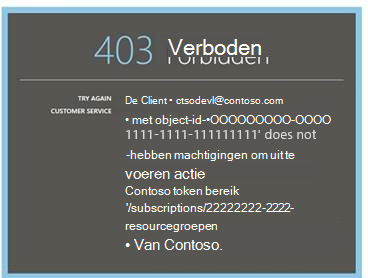 403 Verboden
Forbidden
TRY AGAIN
CUSTOMER SERVICE
De Client • ctsodevl@contoso.com
• met object-id-•OOOOOOOOO-OOOO
1111-1111-111111111' does not
-hebben machtigingen om uit te
voeren actie
Contoso token bereik
'/subscriptions/22222222-2222-
resourcegroepen
• Van Contoso.